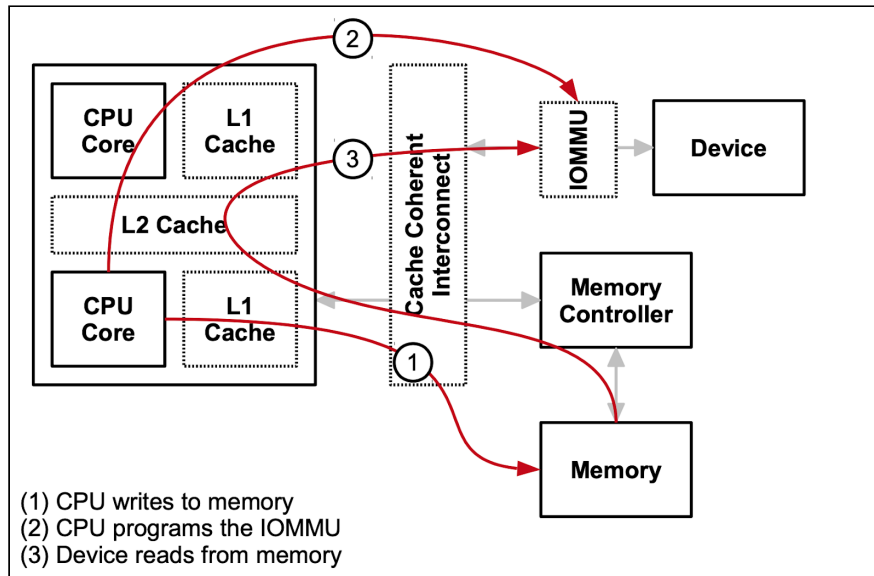 2
CPU
Core
L1
Cache
3
L2 Cache
CPU
Core
L1
Cache
Cache Coherent
Interconnect
1
IOMMU
Device
Memory
Controller
Memory
(1) CPU writes to memory
(2) CPU programs the IOMMU
(3) Device reads from memory